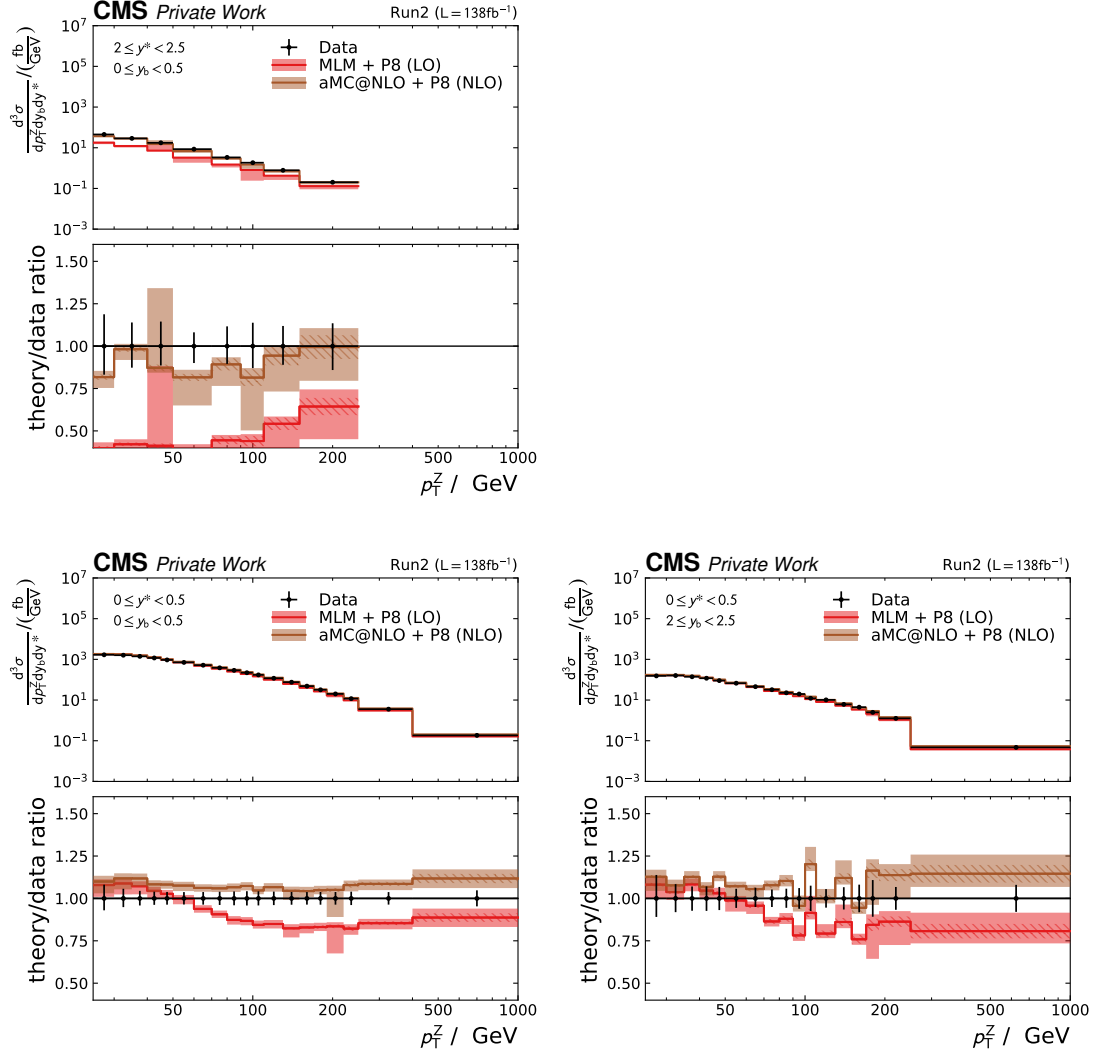 CMS Private Work Run2 (L = 138fb⁻¹)
2 ≤ y* < 2.5
0 ≤ y_b < 0.5
Data
MLM + P8 (LO)
aMC@NLO + P8 (NLO)
d³σ / dp_T^Z dy_b dy* /(fb/GeV)
10⁷
10⁵
10³
10¹
10⁻¹
10⁻³
theory/data ratio
1.50
1.25
1.00
0.75
0.50
50 100 200 500 1000
p_T^Z / GeV
CMS Private Work Run2 (L = 138fb⁻¹)
0 ≤ y* < 0.5
0 ≤ y_b < 0.5
Data
MLM + P8 (LO)
aMC@NLO + P8 (NLO)
d³σ / dp_T^Z dy_b dy* /(fb/GeV)
10⁷
10⁵
10³
10¹
10⁻¹
10⁻³
theory/data ratio
1.50
1.25
1.00
0.75
0.50
50 100 200 500 1000
p_T^Z / GeV
CMS Private Work Run2 (L = 138fb⁻¹)
0 ≤ y* < 0.5
2 ≤ y_b < 2.5
Data
MLM + P8 (LO)
aMC@NLO + P8 (NLO)
d³σ / dp_T^Z dy_b dy* /(fb/GeV)
10⁷
10⁵
10³
10¹
10⁻¹
10⁻³
theory/data ratio
1.50
1.25
1.00
0.75
0.50
50 100 200 500 1000
p_T^Z / GeV